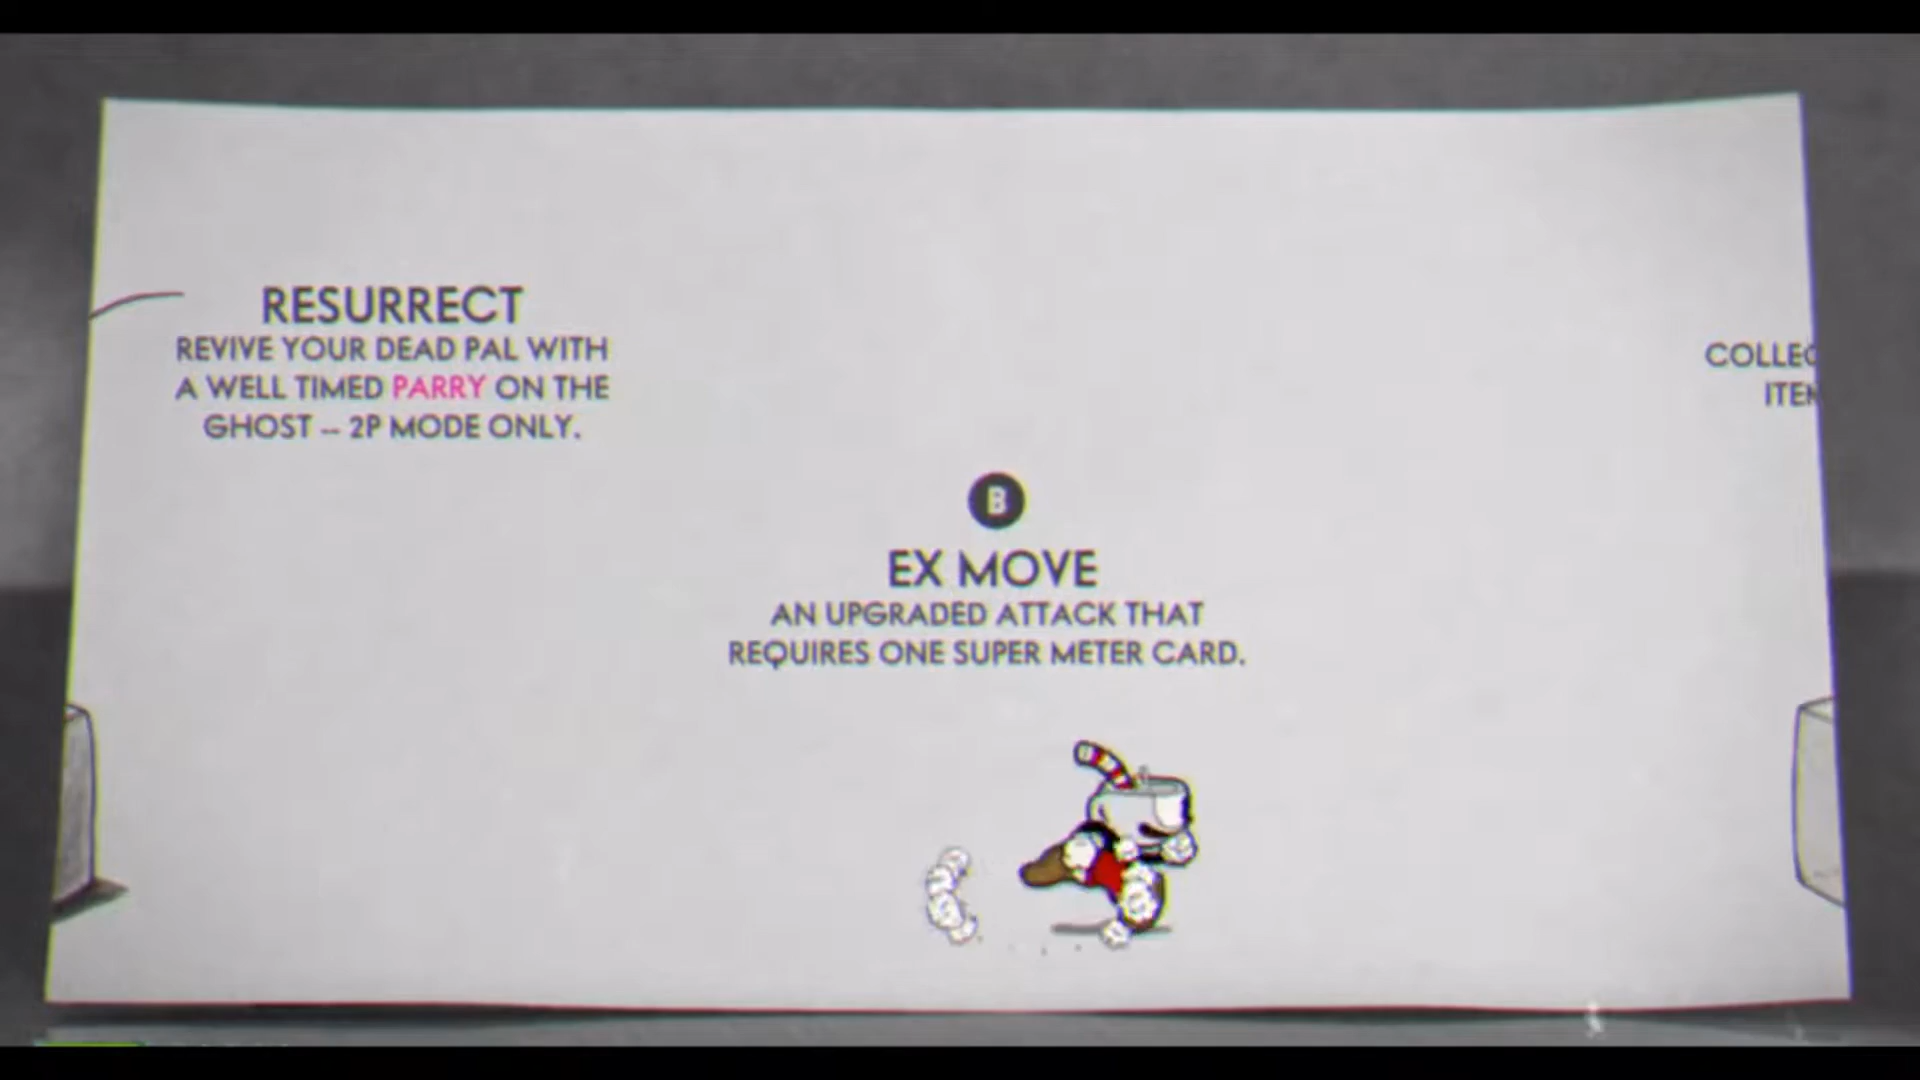 RESURRECT
REVIVE YOUR DEAD PAL WITH
A WELL TIMED PARRY ON THE
GHOST -- 2P MODE ONLY.
B
EX MOVE
AN UPGRADED ATTACK THAT
REQUIRES ONE SUPER METER CARD.